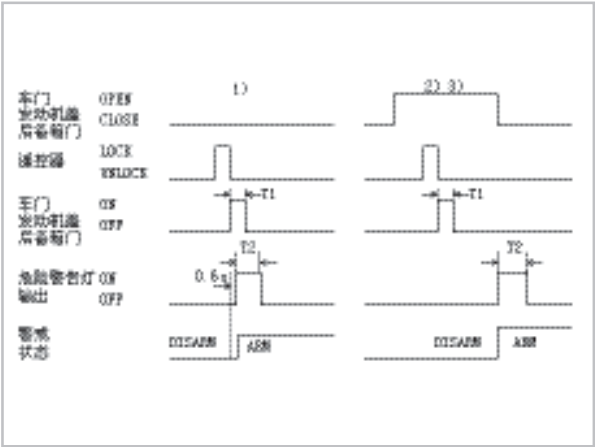 1)
2) 3)
车门
发动机盖
后备箱门
OPEN
CLOSE
遥控器
LOCK
UNLOCK
车门
发动机盖
后备箱门
ON
OFF
T1
T1
危险警告灯
输出
ON
OFF
0.6s
T2
T2
警戒
状态
DISARM
ARM
DISARM
ARM